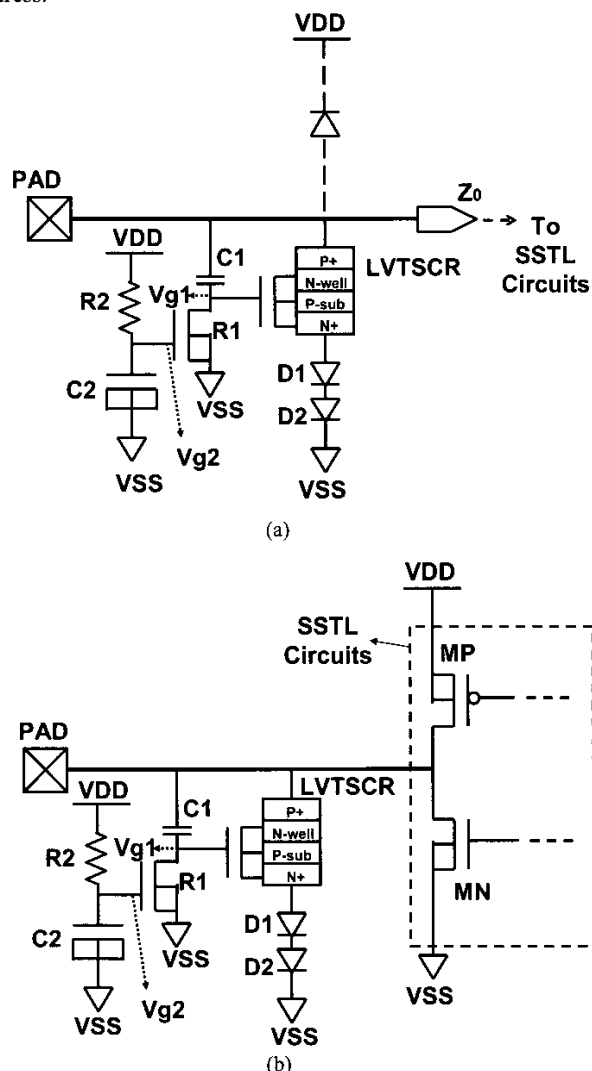 VDD
PAD
Z0
To
SSTL
Circuits
VDD
C1
LVTSCR
P+
N-well
P-sub
N+
R2
Vg1
R1
C2
VSS
D1
D2
Vg2
VSS
VSS
(a)
VDD
SSTL
Circuits
MP
PAD
VDD
C1
LVTSCR
P+
N-well
P-sub
N+
R2
Vg1
R1
MN
C2
VSS
D1
D2
Vg2
VSS
VSS
VSS
(b)